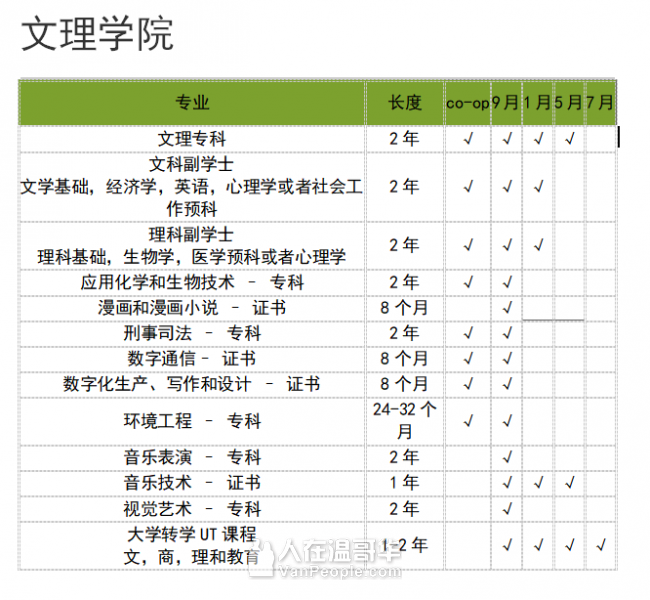 文理学院
专业 长度 co-op 9月 1月 5月 7月
文理专科 2年 √ √ √ √
文科副学士
文学基础，经济学，英语，心理学或者社会工
作预科
2年 √ √ √
理科副学士
理科基础，生物学，医学预科或者心理学
2年 √ √ √
应用化学和生物技术 – 专科 2年 √ √
漫画和漫画小说 – 证书 8个月 √
刑事司法 – 专科 2年 √ √
数字通信– 证书 8个月 √ √
数字化生产、写作和设计 – 证书 8个月 √ √
环境工程 – 专科
24-32个
月
√ √
音乐表演 – 专科 2年 √
音乐技术 – 证书 1年 √ √ √
视觉艺术 – 专科 2年 √
大学转学UT课程
文，商，理和教育
1-2年 √ √ √ √
人在温哥华
VanPeople.com